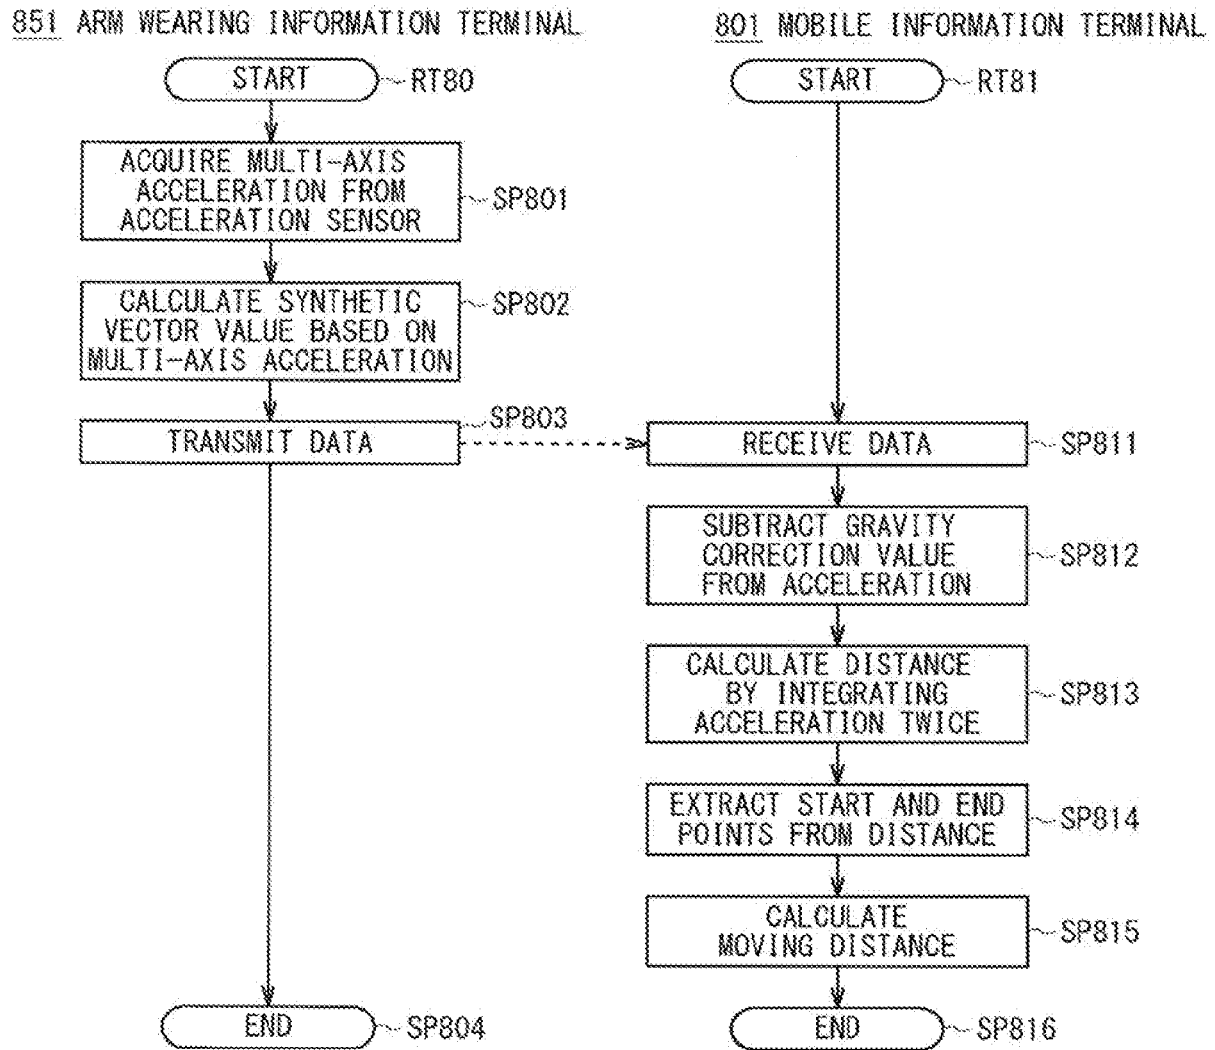 851 ARM WEARING INFORMATION TERMINAL
START
RT80
ACQUIRE MULTI-AXIS
ACCELERATION FROM
ACCELERATION SENSOR
SP801
CALCULATE SYNTHETIC
VECTOR VALUE BASED ON
MULTI-AXIS ACCELERATION
SP802
TRANSMIT DATA
SP803
END
SP804
801 MOBILE INFORMATION TERMINAL
START
RT81
RECEIVE DATA
SP811
SUBTRACT GRAVITY
CORRECTION VALUE
FROM ACCELERATION
SP812
CALCULATE DISTANCE
BY INTEGRATING
ACCELERATION TWICE
SP813
EXTRACT START AND END
POINTS FROM DISTANCE
SP814
CALCULATE
MOVING DISTANCE
SP815
END
SP816